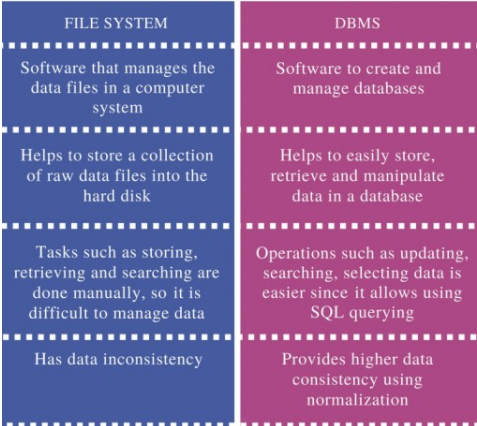 FILE SYSTEM
DBMS
Software that manages the
data files in a computer
system
Software to create and
manage databases
Helps to store a collection
of raw data files into the
hard disk
Helps to easily store,
retrieve and manipulate
data in a database
Tasks such as storing,
retrieving and searching are
done manually, so it is
difficult to manage data
Operations such as updating,
searching, selecting data is
easier since it allows using
SQL querying
Has data inconsistency
Provides higher data
consistency using
normalization